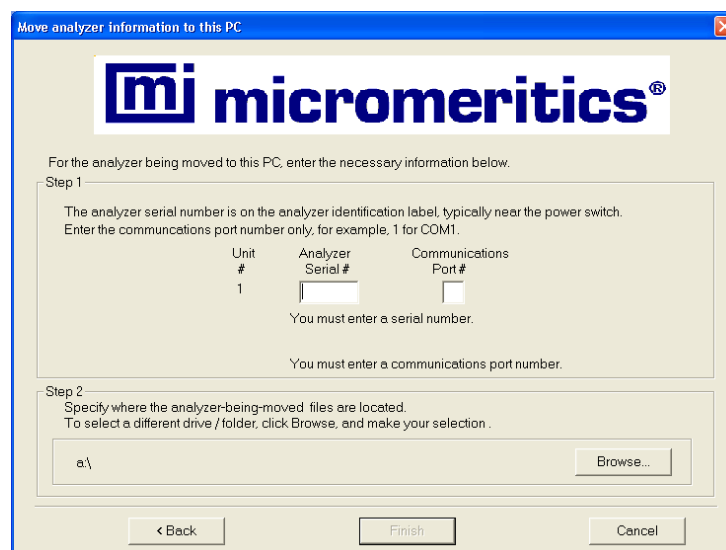 Move analyzer information to this PC
mi micromeritics®
For the analyzer being moved to this PC, enter the necessary information below.
Step 1
The analyzer serial number is on the analyzer identification label, typically near the power switch.
Enter the communcations port number only, for example, 1 for COM1.
Unit Analyzer Communications
# Serial # Port #
1
You must enter a serial number.
You must enter a communications port number.
Step 2
Specify where the analyzer-being-moved files are located.
To select a different drive / folder, click Browse, and make your selection .
a:\ Browse...
< Back Finish Cancel